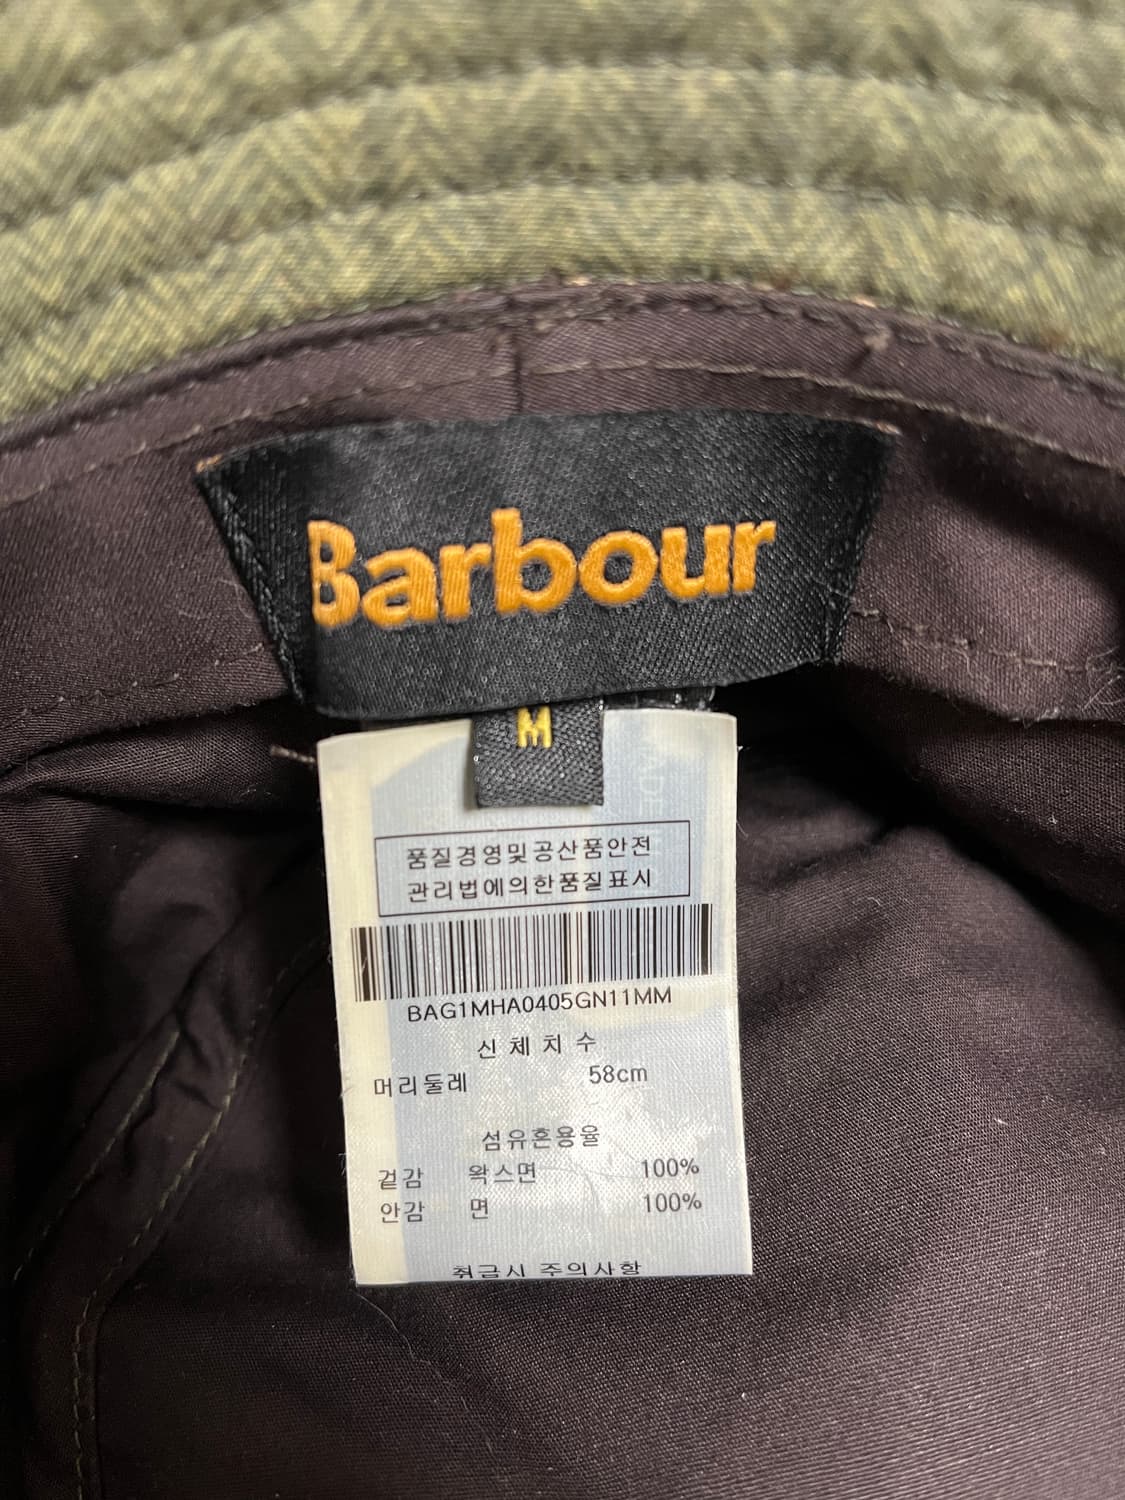 Barbour
M
품질경영및공산품안전
관리법에의한품질표시
BAG1MHA0405GN11MM
신체치수
머리둘레 58cm
섬유혼용율
겉감 왁스면 100%
안감 면 100%
취급시 주의사항